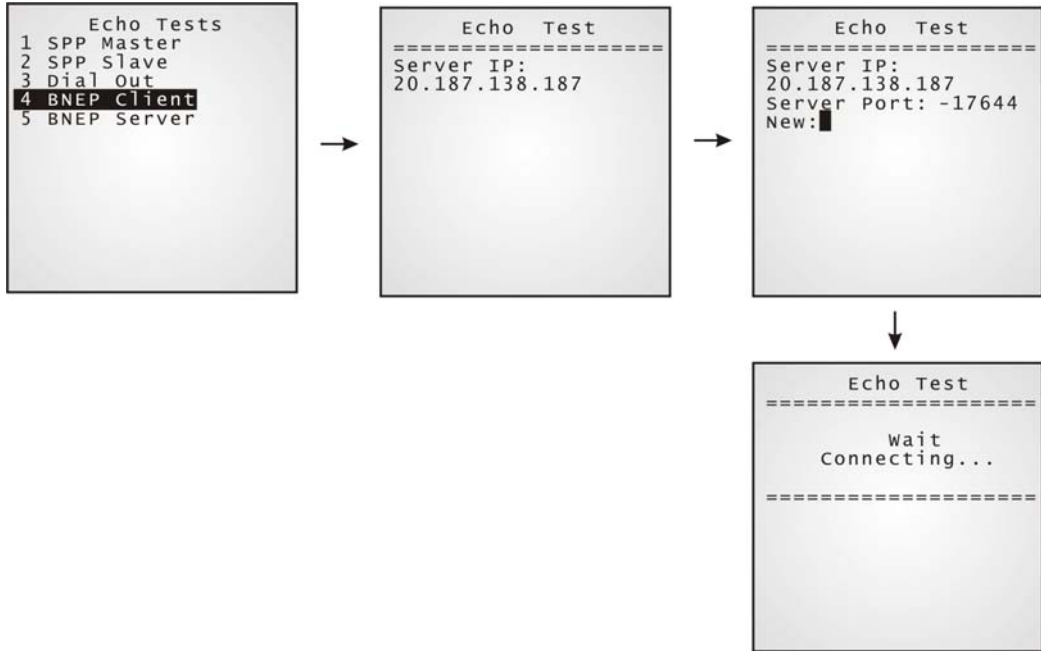 Echo Tests
1 SPP Master
2 SPP Slave
3 Dial Out
4 BNEP Client
5 BNEP Server
Echo Test
====================
Server IP:
20.187.138.187
Echo Test
====================
Server IP:
20.187.138.187
Server Port: -17644
New:
Echo Test
====================
Wait
Connecting...
====================